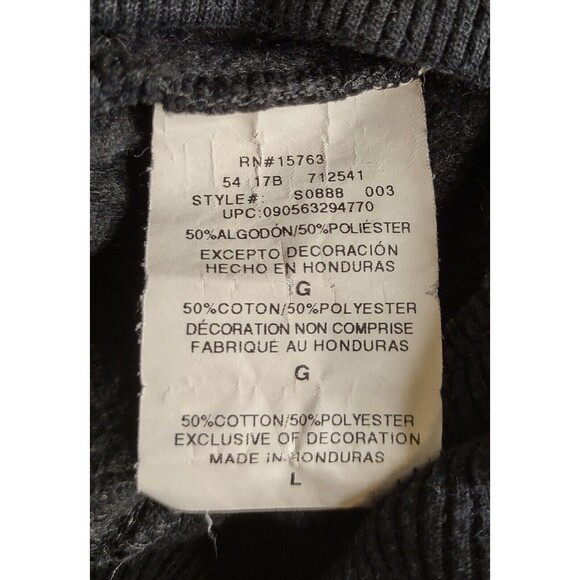 RN#15763
54 17B 712541
STYLE#: S0888 003
UPC:090563294770
50%ALGODÓN/50%POLIÉSTER
EXCEPTO DECORACIÓN
HECHO EN HONDURAS
G
50%COTON/50%POLYESTER
DÉCORATION NON COMPRISE
FABRIQUÉ AU HONDURAS
G
50%COTTON/50%POLYESTER
EXCLUSIVE OF DECORATION
MADE IN HONDURAS
L